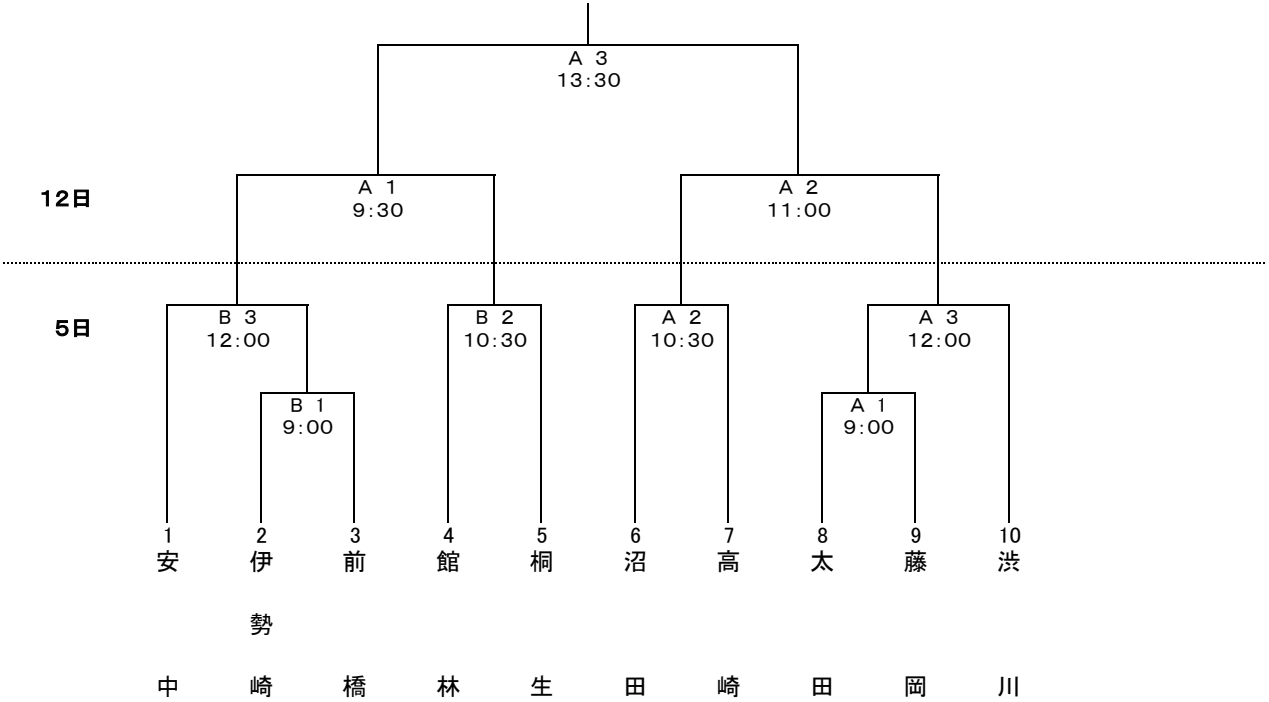 Ａ 3
13:30
12日
Ａ 1
9:30
Ａ 2
11:00
5日
Ｂ 3
12:00
Ｂ 2
10:30
Ａ 2
10:30
Ａ 3
12:00
Ｂ 1
9:00
Ａ 1
9:00
1
安中
2
伊勢崎
3
前橋
4
館林
5
桐生
6
沼田
7
高崎
8
太田
9
藤岡
10
渋川